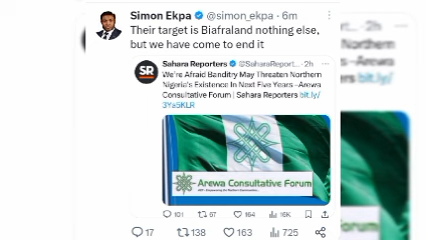 Simon Ekpa @simon_ekpa · 6m
Their target is Biafraland nothing else,
but we have come to end it
Sahara Reporters @SaharaReport... · 2h
We're Afraid Banditry May Threaten Northern
Nigeria's Existence In Next Five Years –Arewa
Consultative Forum | Sahara Reporters bit.ly/
3Ya5KLR
SR
Arewa Consultative Forum
101 67 164 16K
17 138 163 725